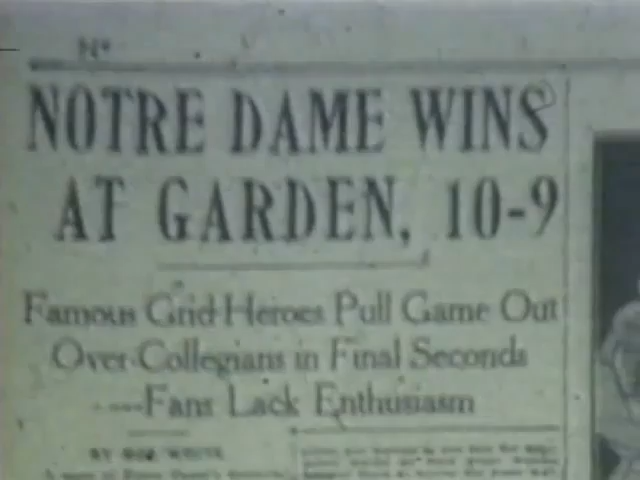 NOTRE DAME WINS
AT GARDEN, 10-9
Famous Grid Heroes Pull Game Out
Over Collegians in Final Seconds
—Fans Lack Enthusiasm
BY